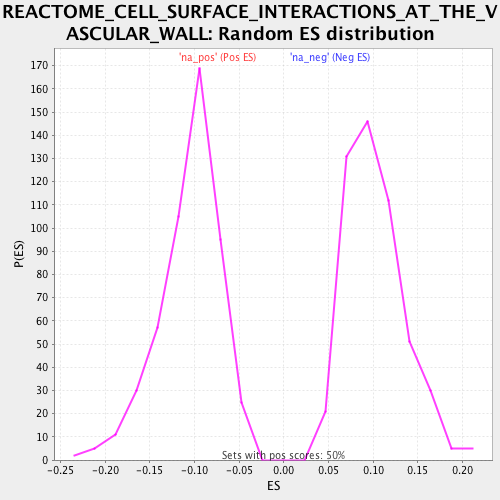 REACTOME_CELL_SURFACE_INTERACTIONS_AT_THE_V
ASCULAR_WALL: Random ES distribution
'na_pos' (Pos ES) 'na_neg' (Neg ES)
170
160
150
140
130
120
110
100
90
80
70
60
50
40
30
20
10
0
P(ES)
Sets with pos scores: 50%
-0.25 -0.20 -0.15 -0.10 -0.05 0.00 0.05 0.10 0.15 0.20
ES